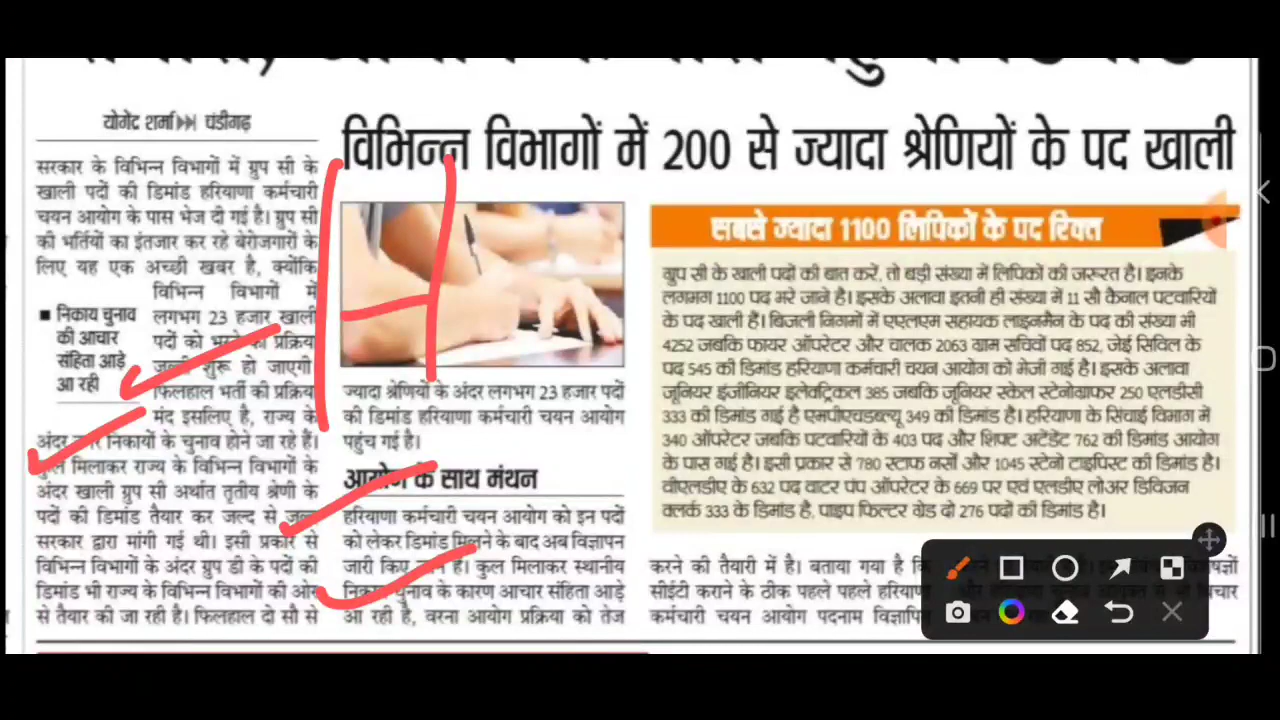 योगेंद्र शर्मा ▶▶ चंडीगढ़
सरकार के विभिन्न विभागों में ग्रुप सी के
खाली पदों की डिमांड हरियाणा कर्मचारी
चयन आयोग के पास भेज दी गई है। ग्रुप सी
की भर्तियों का इंतजार कर रहे बेरोजगारों के
लिए यह एक अच्छी खबर है, क्योंकि
विभिन्न विभागों में
लगभग 23 हजार खाली
पदों को भरने की प्रक्रिया
जल्दी शुरू हो जाएगी
फिलहाल भर्ती की प्रक्रिया
मंद इसलिए है, राज्य के
■ निकाय चुनाव
की आचार
संहिता आड़े
आ रही
अंदर नगर निकायों के चुनाव होने जा रहे हैं।
कुल मिलाकर राज्य के विभिन्न विभागों के
अंदर खाली ग्रुप सी अर्थात तृतीय श्रेणी के
पदों की डिमांड तैयार कर जल्द से जल्द
सरकार द्वारा मांगी गई थी। इसी प्रकार से
विभिन्न विभागों के अंदर ग्रुप डी के पदों की
डिमांड भी राज्य के विभिन्न विभागों की ओर
से तैयार की जा रही है। फिलहाल दो सौ से
विभिन्न विभागों में 200 से ज्यादा श्रेणियों के पद खाली
ज्यादा श्रेणियों के अंदर लगभग 23 हजार पदों
की डिमांड हरियाणा कर्मचारी चयन आयोग
पहुंच गई है।
आयोग के साथ मंथन
हरियाणा कर्मचारी चयन आयोग को इन पदों
को लेकर डिमांड मिलने के बाद अब विज्ञापन
जारी किए जाने है। कुल मिलाकर स्थानीय
निकाय चुनाव के कारण आचार संहिता आड़े
आ रही है, वरना आयोग प्रक्रिया को तेज
सबसे ज्यादा 1100 लिपिकों के पद रिक्त
ग्रुप सी के खाली पदों की बात करें, तो बड़ी संख्या में लिपिकों की जरूरत है। इनके
लगभग 1100 पद भरे जाने है। इसके अलावा इतनी ही संख्या में 11 सौ कैनाल पटवारियों
के पद खाली हैं। बिजली निगमों में एएलएम सहायक लाइनमैन के पद की संख्या भी
4252 जबकि फायर ऑपरेटर और चालक 2063 ग्राम सचिवों पद 852, जेई सिविल के
पद 545 की डिमांड हरियाणा कर्मचारी चयन आयोग को भेजी गई है। इसके अलावा
जूनियर इंजीनियर इलेक्ट्रिकल 385 जबकि जूनियर स्केल स्टेनोग्राफर 250 एलडीसी
333 की डिमांड गई है एमपीएचडब्ल्यू 349 की डिमांड है। हरियाणा के सिंचाई विभाग में
340 ऑपरेटर जबकि पटवारियों के 403 पद और शिफ्ट अटेंडेंट 762 की डिमांड आयोग
के पास गई है। इसी प्रकार से 780 स्टाफ नर्सो और 1045 स्टेनो टाइपिस्ट की डिमांड है।
वीएलडीए के 632 पद वाटर पंप ऑपरेटर के 669 पर एवं एलडीए लोअर डिविजन
क्लर्क 333 के डिमांड है, पाइप फिल्टर ग्रेड दो 276 पदों की डिमांड है।
करने की तैयारी में है। बताया गया है कि
सीईटी कराने के ठीक पहले पहले हरियाणा
कर्मचारी चयन आयोग पदनाम विज्ञापित